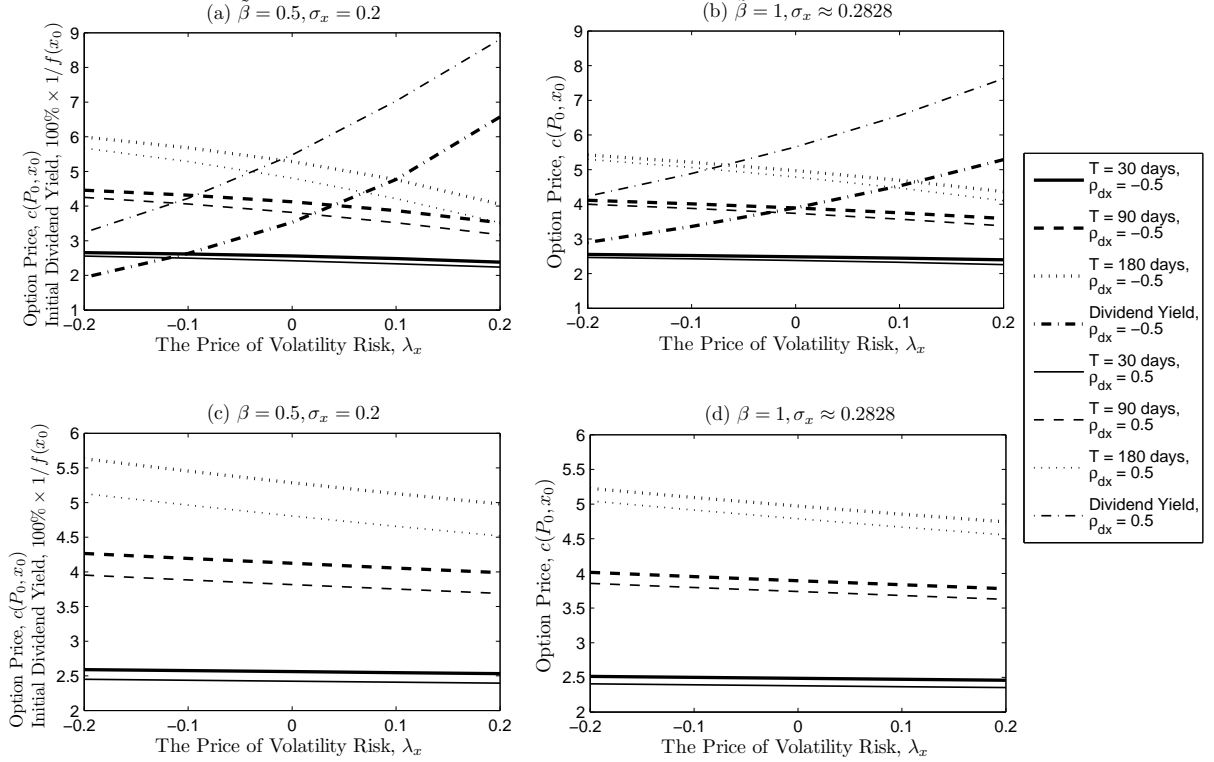 (a) β̃ = 0.5, σₓ = 0.2
Option Price, c(P₀, x₀)
Initial Dividend Yield, 100% × 1/f(x₀)
9
8
7
6
5
4
3
2
1
−0.2 −0.1 0 0.1 0.2
The Price of Volatility Risk, λₓ
(b) β = 1, σₓ ≈ 0.2828
Option Price, c(P₀, x₀)
9
8
7
6
5
4
3
2
1
−0.2 −0.1 0 0.1 0.2
The Price of Volatility Risk, λₓ
(c) β = 0.5, σₓ = 0.2
Option Price, c(P₀, x₀)
Initial Dividend Yield, 100% × 1/f(x₀)
6
5.5
5
4.5
4
3.5
3
2.5
2
−0.2 −0.1 0 0.1 0.2
The Price of Volatility Risk, λₓ
(d) β = 1, σₓ ≈ 0.2828
Option Price, c(P₀, x₀)
6
5.5
5
4.5
4
3.5
3
2.5
2
−0.2 −0.1 0 0.1 0.2
The Price of Volatility Risk, λₓ
T = 30 days,
ρdx = −0.5
T = 90 days,
ρdx = −0.5
T = 180 days,
ρdx = −0.5
Dividend Yield,
ρdx = −0.5
T = 30 days,
ρdx = 0.5
T = 90 days,
ρdx = 0.5
T = 180 days,
ρdx = 0.5
Dividend Yield,
ρdx = 0.5